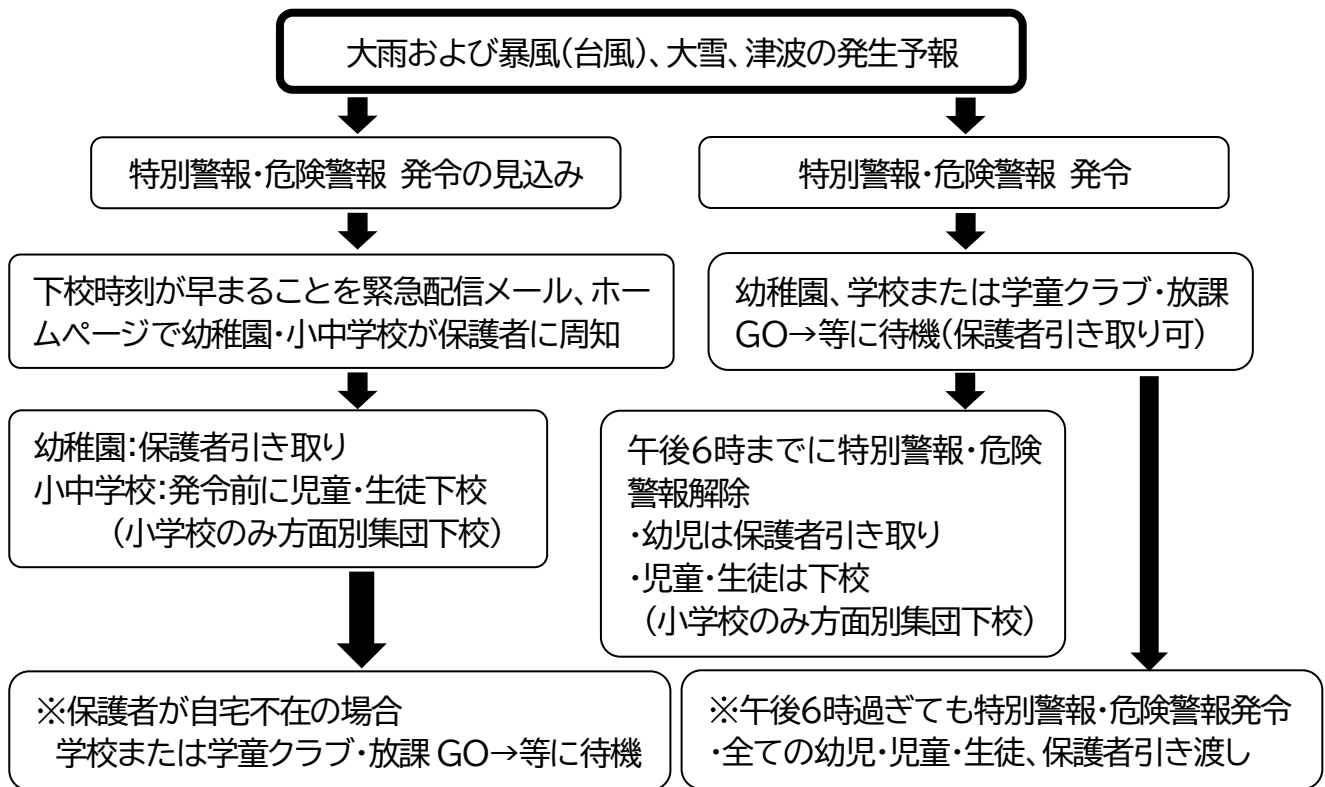 大雨および暴風(台風)、大雪、津波の発生予報
特別警報・危険警報 発令の見込み
特別警報・危険警報 発令
下校時刻が早まることを緊急配信メール、ホー
ムページで幼稚園・小中学校が保護者に周知
幼稚園、学校または学童クラブ・放課
GO→等に待機(保護者引き取り可)
幼稚園:保護者引き取り
小中学校:発令前に児童・生徒下校
(小学校のみ方面別集団下校)
午後6時までに特別警報・危険
警報解除
・幼児は保護者引き取り
・児童・生徒は下校
(小学校のみ方面別集団下校)
※保護者が自宅不在の場合
学校または学童クラブ・放課 GO→等に待機
※午後6時過ぎても特別警報・危険警報発令
・全ての幼児・児童・生徒、保護者引き渡し